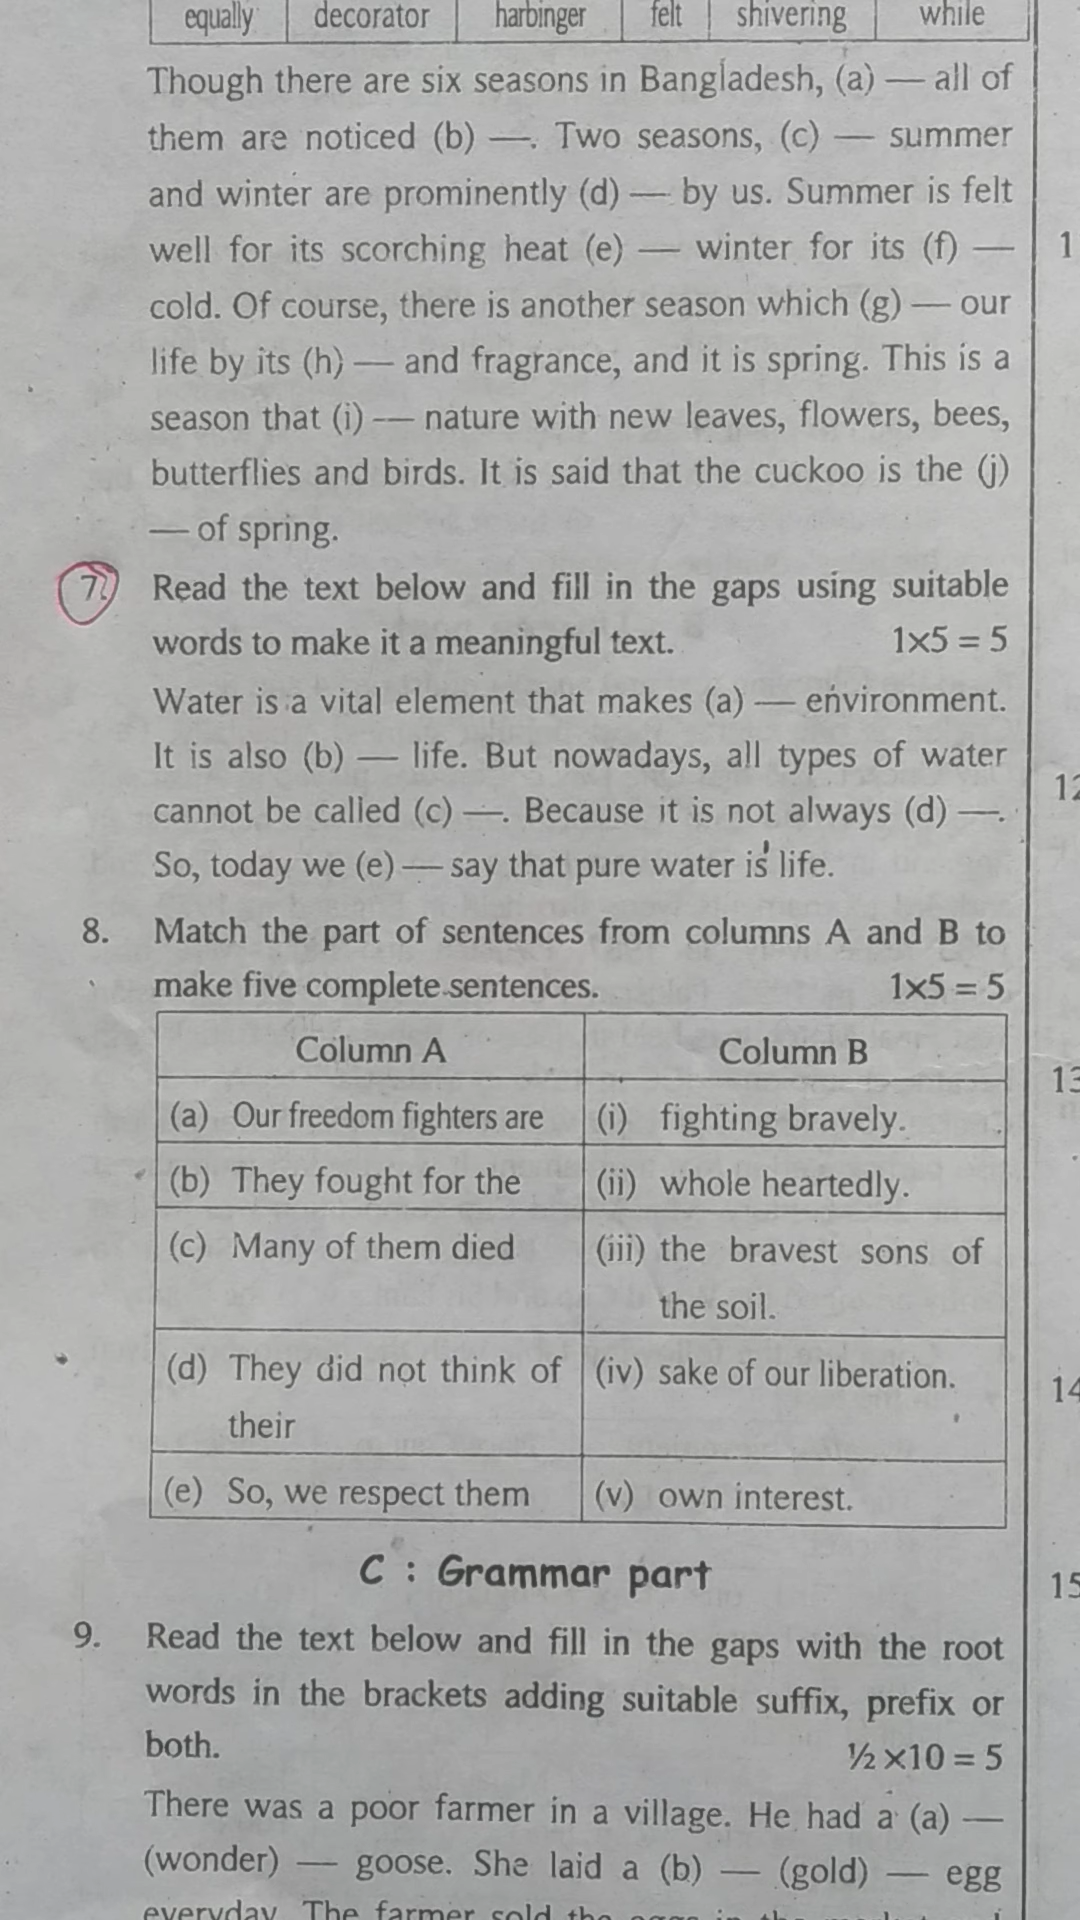 equally decorator harbinger felt shivering while
Though there are six seasons in Bangladesh, (a) — all of
them are noticed (b) —. Two seasons, (c) — summer
and winter are prominently (d) — by us. Summer is felt
well for its scorching heat (e) — winter for its (f) —
cold. Of course, there is another season which (g) — our
life by its (h) — and fragrance, and it is spring. This is a
season that (i) — nature with new leaves, flowers, bees,
butterflies and birds. It is said that the cuckoo is the (j)
— of spring.
7. Read the text below and fill in the gaps using suitable
words to make it a meaningful text. 1×5 = 5
Water is a vital element that makes (a) — environment.
It is also (b) — life. But nowadays, all types of water
cannot be called (c) —. Because it is not always (d) —.
So, today we (e) — say that pure water is life.
8. Match the part of sentences from columns A and B to
make five complete sentences. 1×5 = 5
Column A Column B
(a) Our freedom fighters are (i) fighting bravely.
(b) They fought for the (ii) whole heartedly.
(c) Many of them died (iii) the bravest sons of
the soil.
(d) They did not think of (iv) sake of our liberation.
their
(e) So, we respect them (v) own interest.
C : Grammar part
9. Read the text below and fill in the gaps with the root
words in the brackets adding suitable suffix, prefix or
both. ½ ×10 = 5
There was a poor farmer in a village. He had a (a) —
(wonder) — goose. She laid a (b) — (gold) — egg
everyday. The farmer sold the eggs in the
1
12
13
14
15